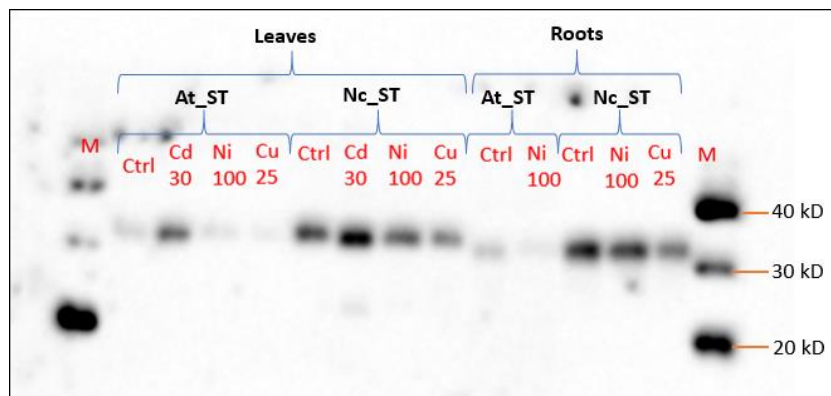 Leaves Roots
At_ST Nc_ST At_ST Nc_ST
M Ctrl Cd 30 Ni 100 Cu 25 Ctrl Cd 30 Ni 100 Cu 25 Ctrl Ni 100 Ctrl Ni 100 Cu 25 M
40 kD
30 kD
20 kD